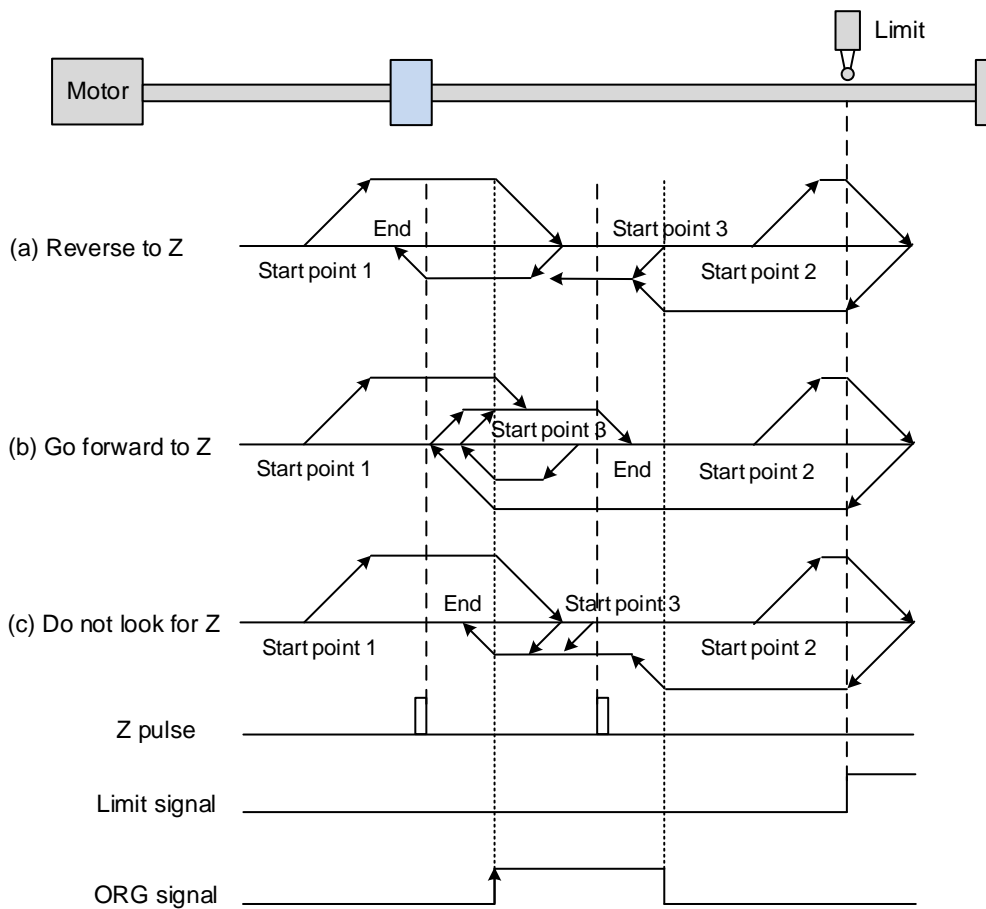 Limit
Motor
(a) Reverse to Z
End
Start point 3
Start point 1
Start point 2
(b) Go forward to Z
Start point 3
Start point 1
End
Start point 2
(c) Do not look for Z
End
Start point 3
Start point 1
Start point 2
Z pulse
Limit signal
ORG signal